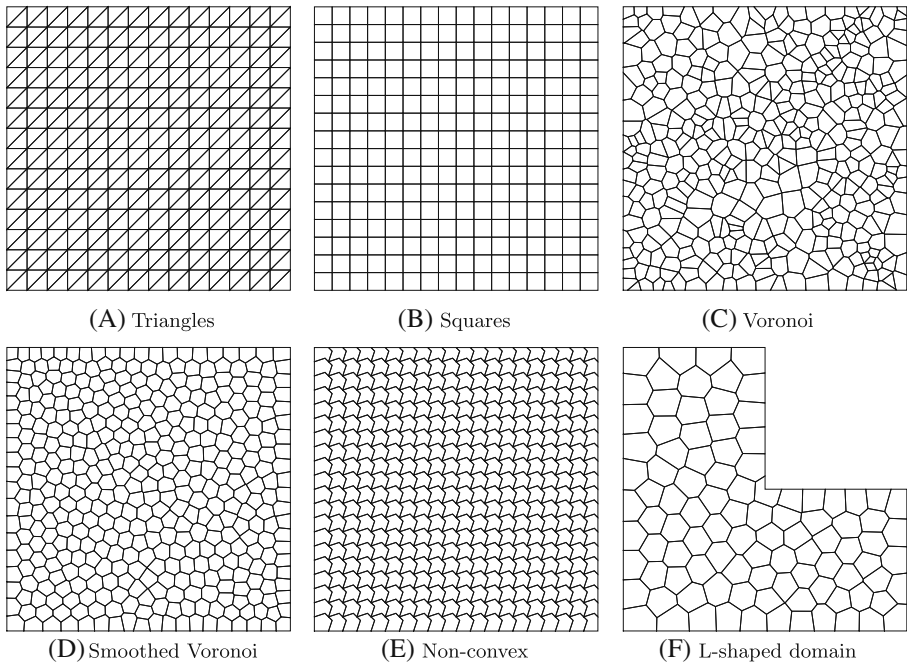 (A) Triangles
(B) Squares
(C) Voronoi
(D) Smoothed Voronoi
(E) Non-convex
(F) L-shaped domain